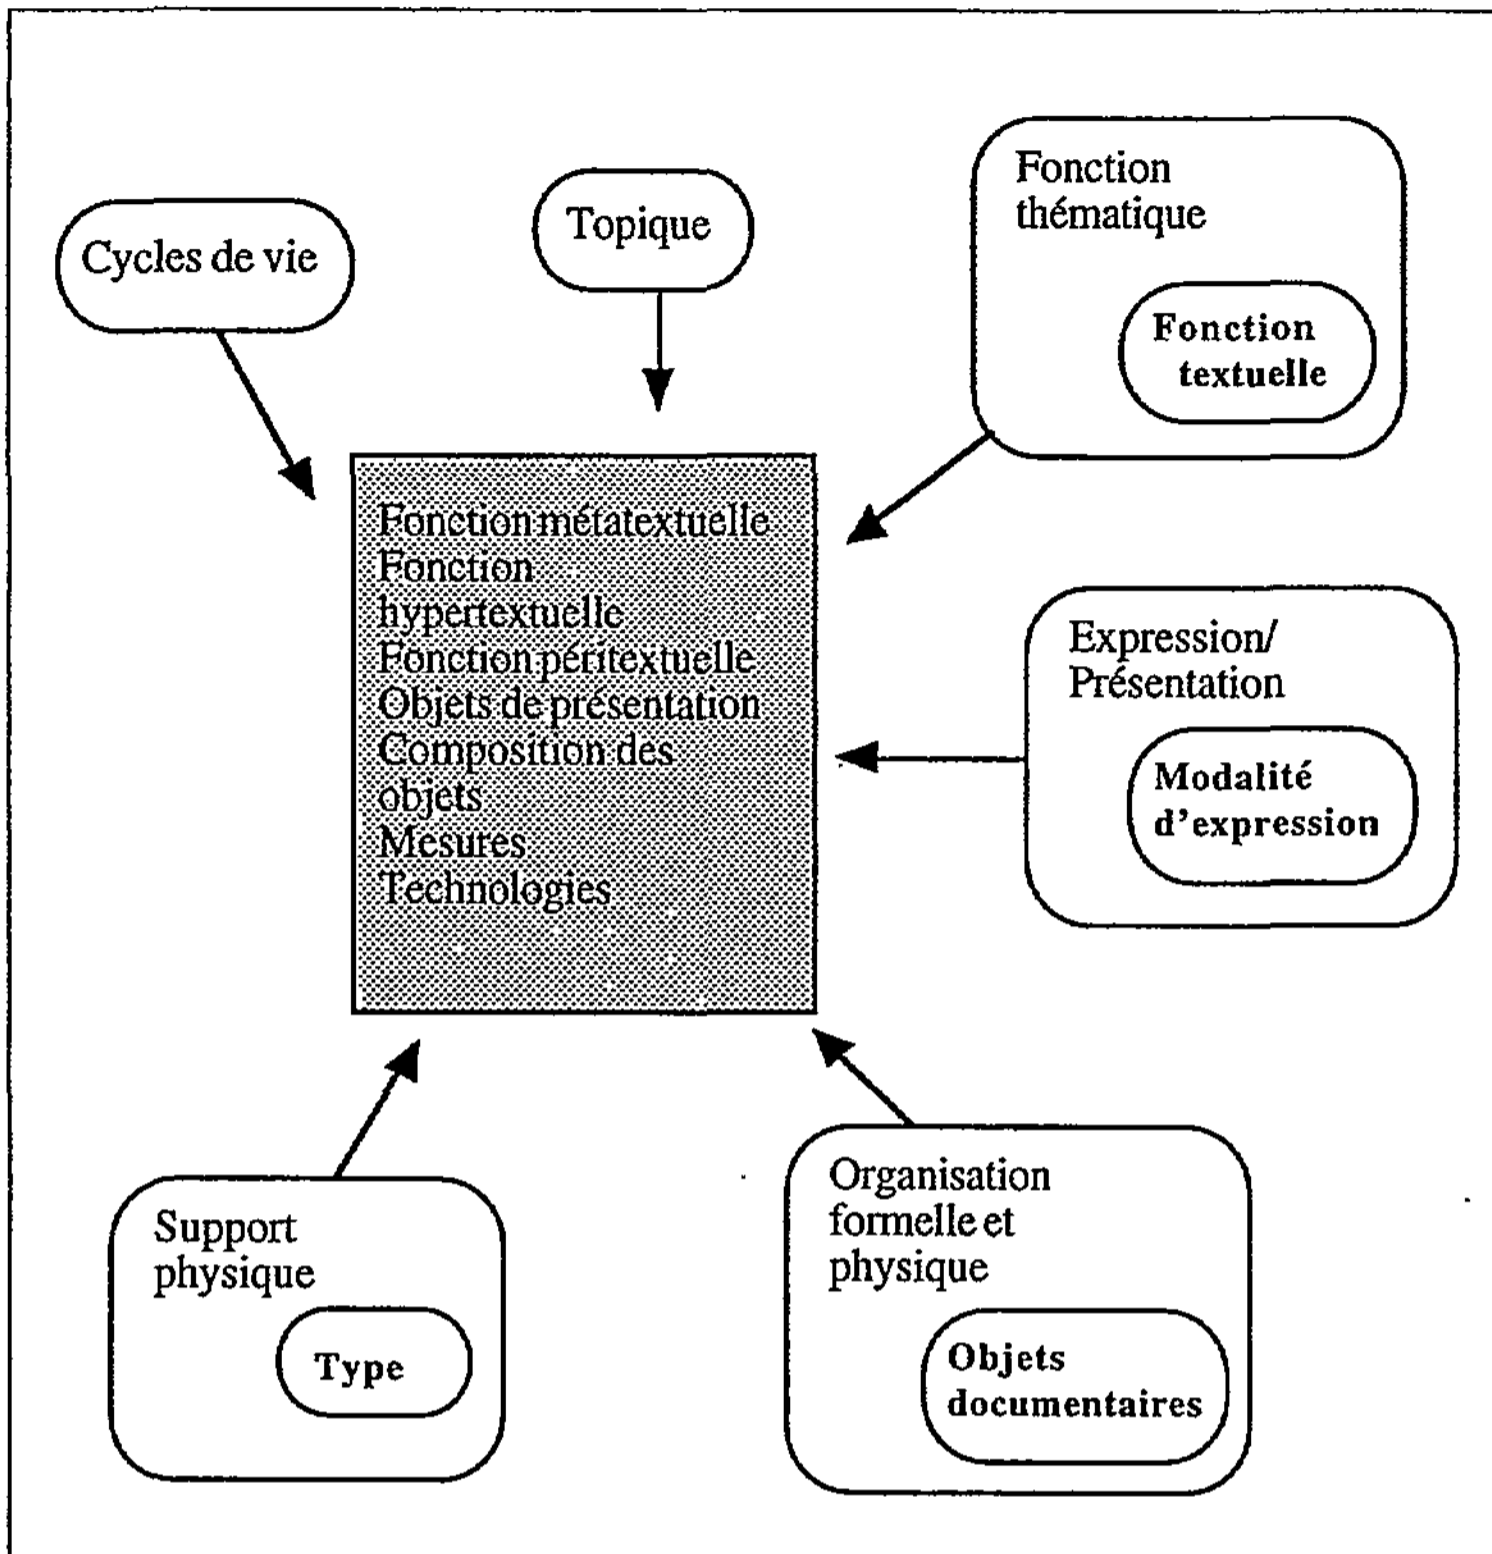 Cycles de vie
Topique
Fonction
thématique
Fonction
textuelle
Fonction métatextuelle
Fonction
hypertextuelle
Fonction péritextuelle
Objets de présentation
Composition des
objets
Mesures
Technologies
Expression/
Présentation
Modalité
d'expression
Support
physique
Type
Organisation
formelle et
physique
Objets
documentaires